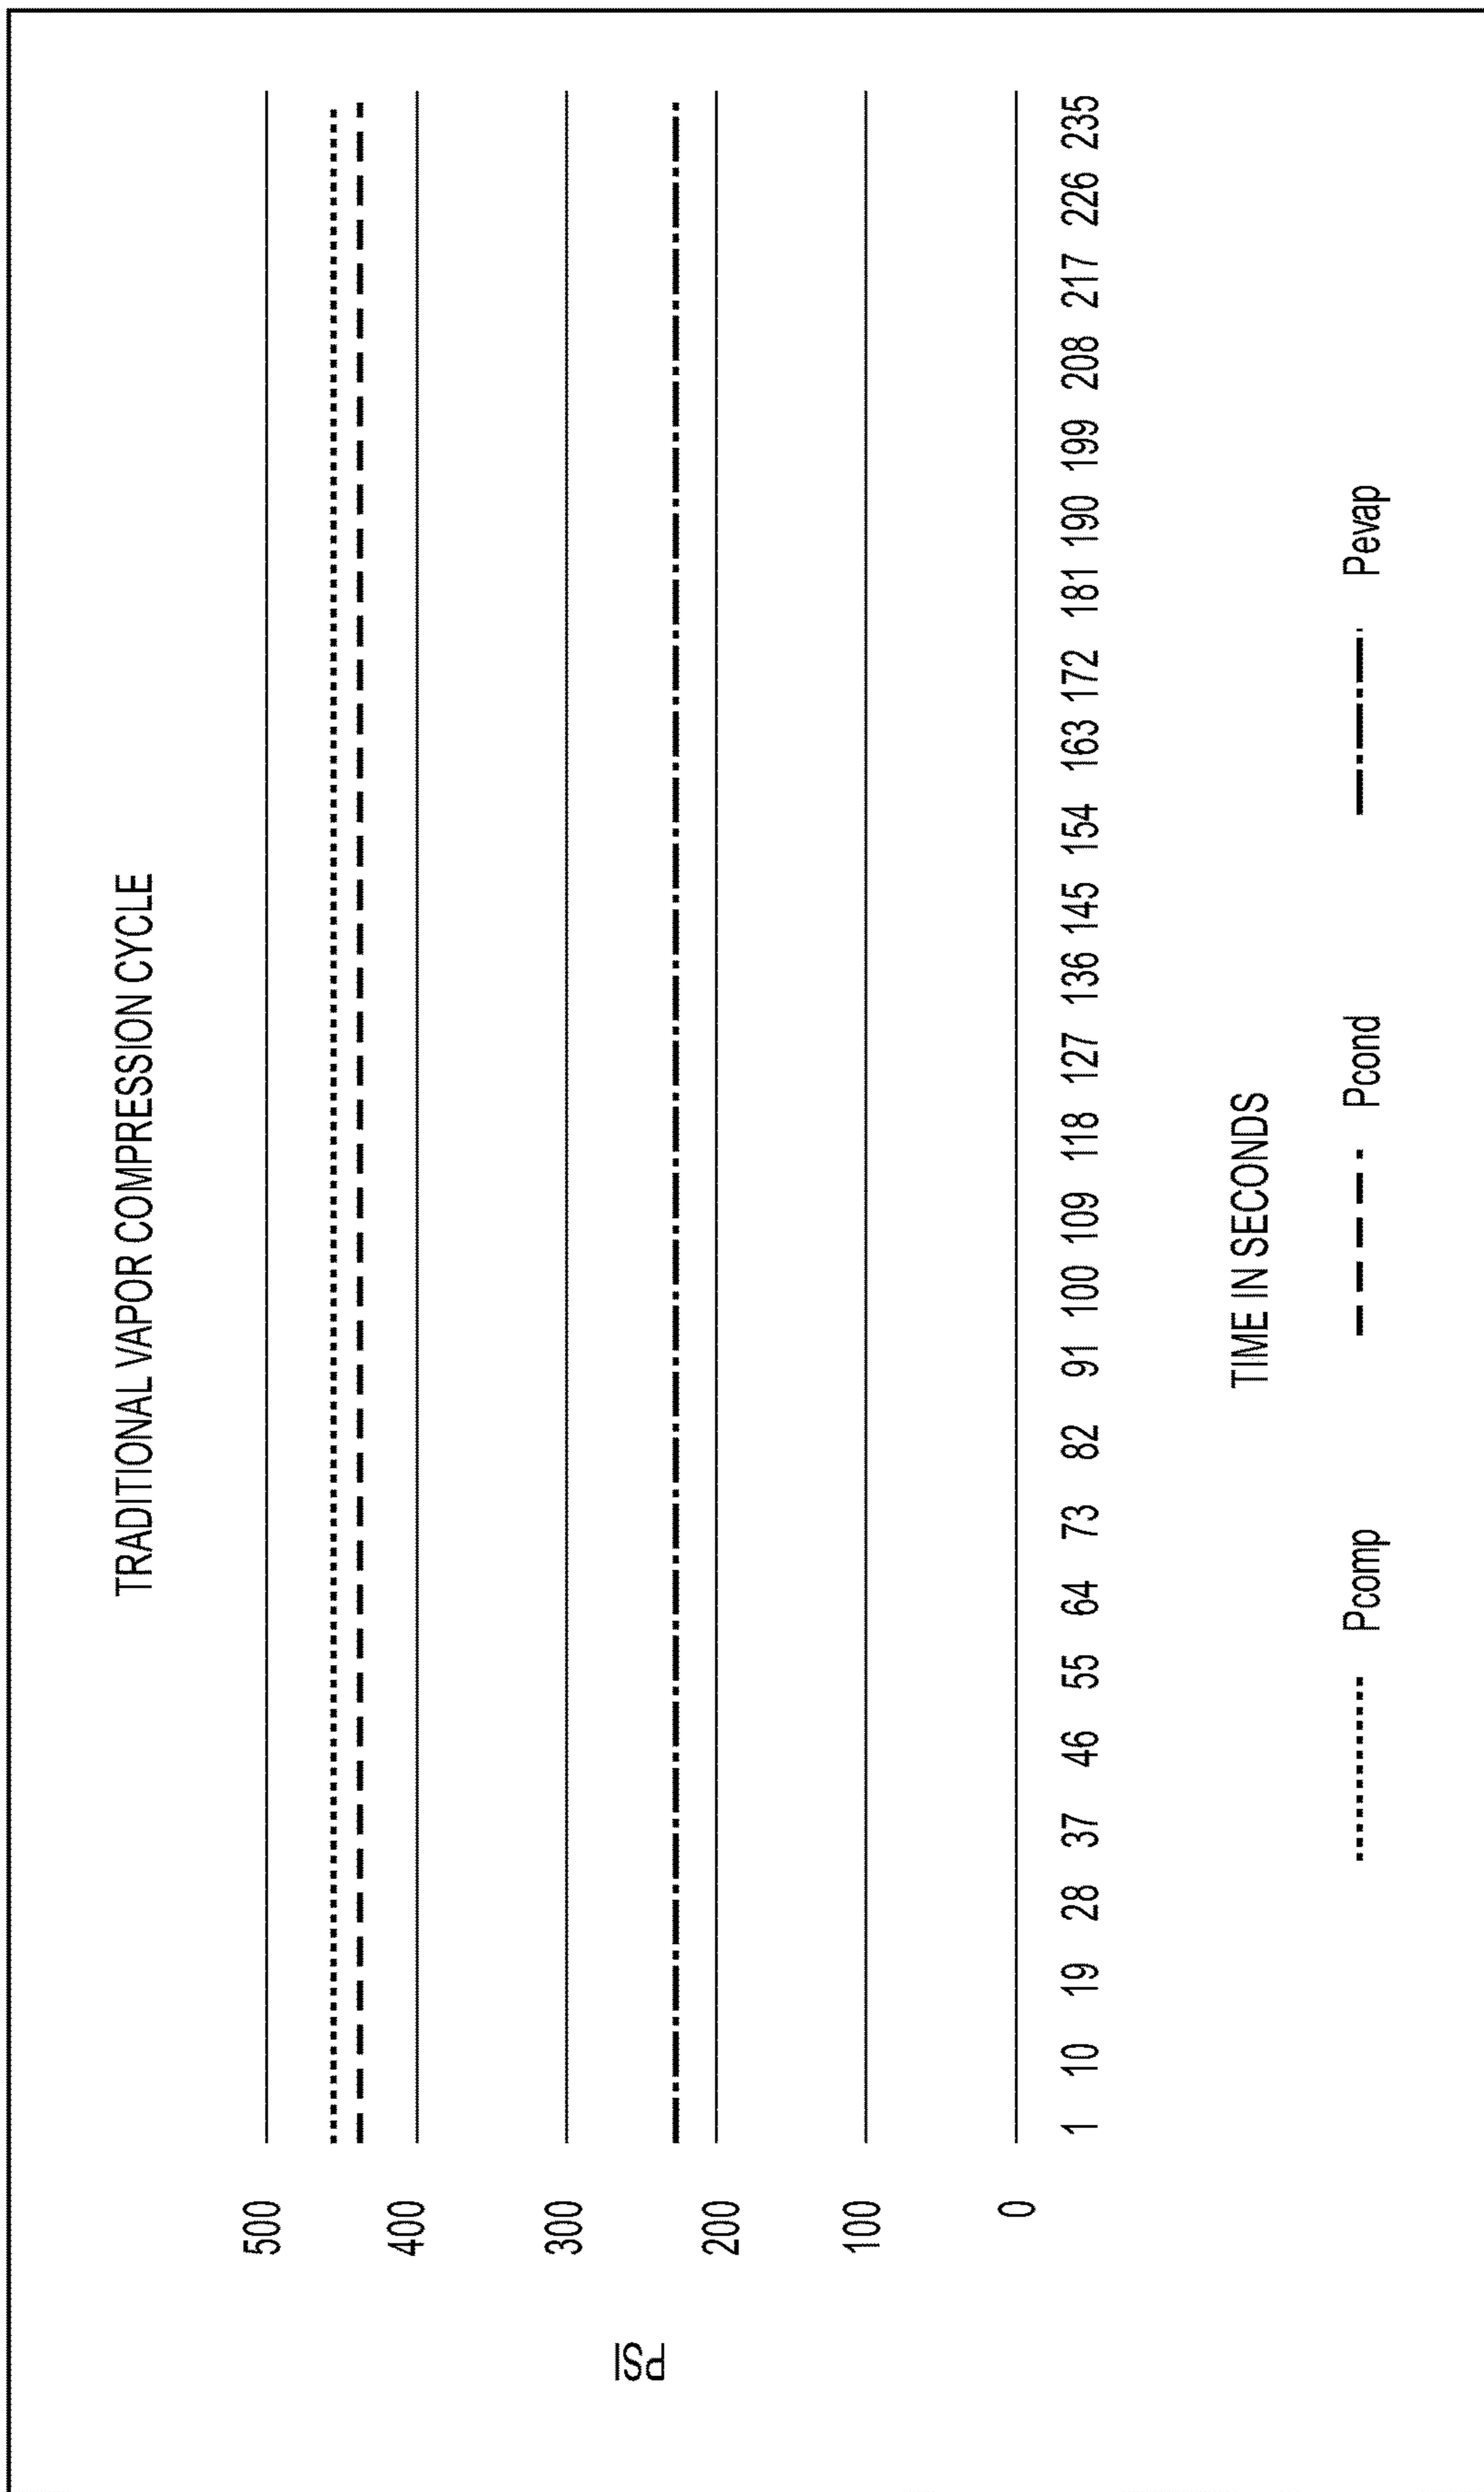 TRADITIONAL VAPOR COMPRESSION CYCLE
500
400
300
200
100
0
PSI
1 10 19 28 37 46 55 64 73 82 91 100 109 118 127 136 145 154 163 172 181 190 199 208 217 226 235
TIME IN SECONDS
Pcomp Pcond Pevap